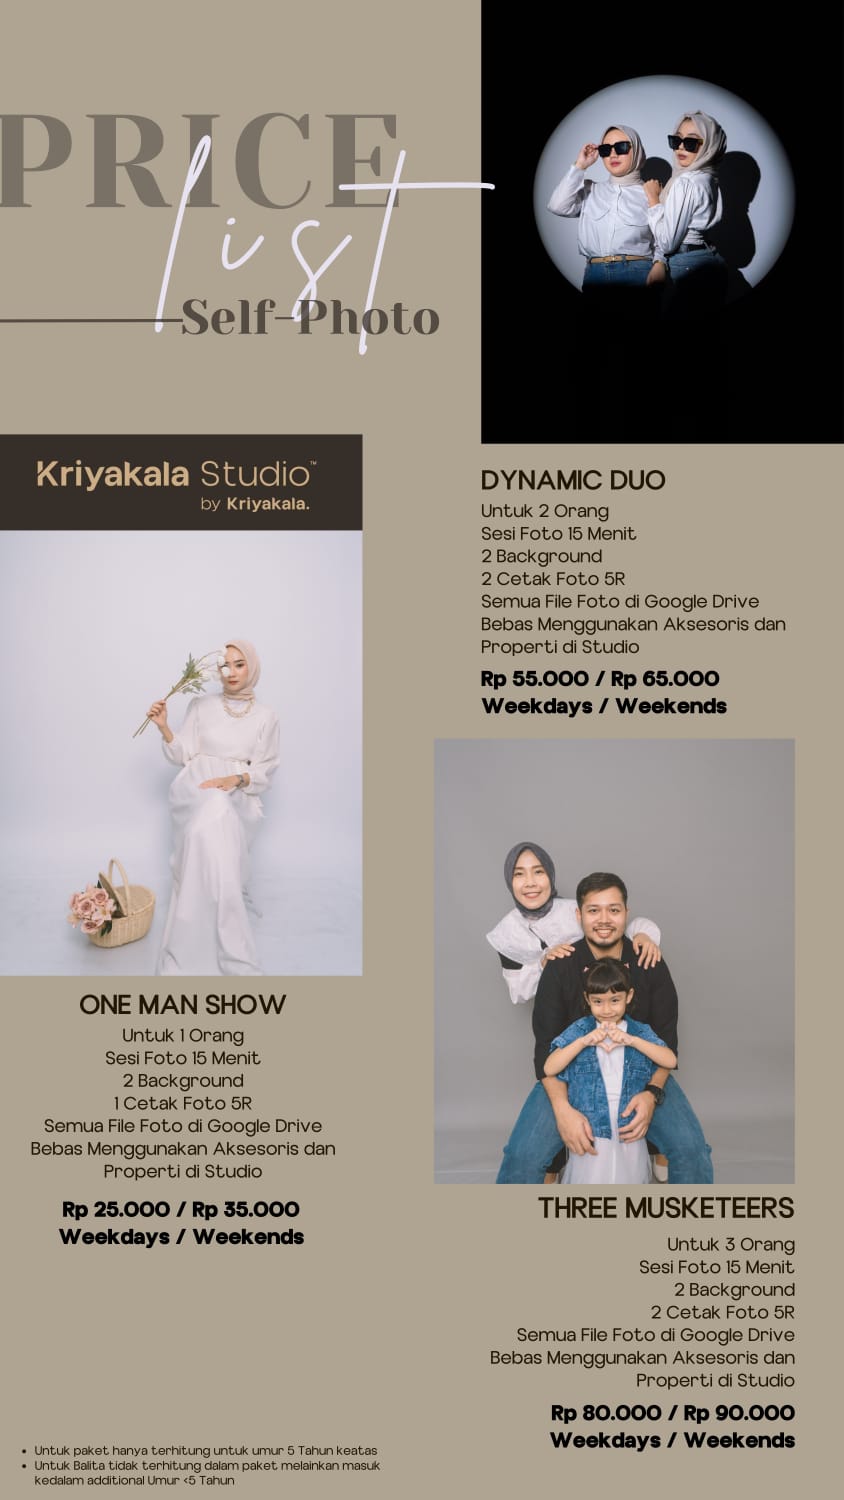 PRICE
list
Self-Photo
Kriyakala Studio™
by Kriyakala.
DYNAMIC DUO
Untuk 2 Orang
Sesi Foto 15 Menit
2 Background
2 Cetak Foto 5R
Semua File Foto di Google Drive
Bebas Menggunakan Aksesoris dan
Properti di Studio
Rp 55.000 / Rp 65.000
Weekdays / Weekends
ONE MAN SHOW
Untuk 1 Orang
Sesi Foto 15 Menit
2 Background
1 Cetak Foto 5R
Semua File Foto di Google Drive
Bebas Menggunakan Aksesoris dan
Properti di Studio
Rp 25.000 / Rp 35.000
Weekdays / Weekends
THREE MUSKETEERS
Untuk 3 Orang
Sesi Foto 15 Menit
2 Background
2 Cetak Foto 5R
Semua File Foto di Google Drive
Bebas Menggunakan Aksesoris dan
Properti di Studio
Rp 80.000 / Rp 90.000
Weekdays / Weekends
• Untuk paket hanya terhitung untuk umur 5 Tahun keatas
• Untuk Balita tidak terhitung dalam paket melainkan masuk
kedalam additional Umur <5 Tahun